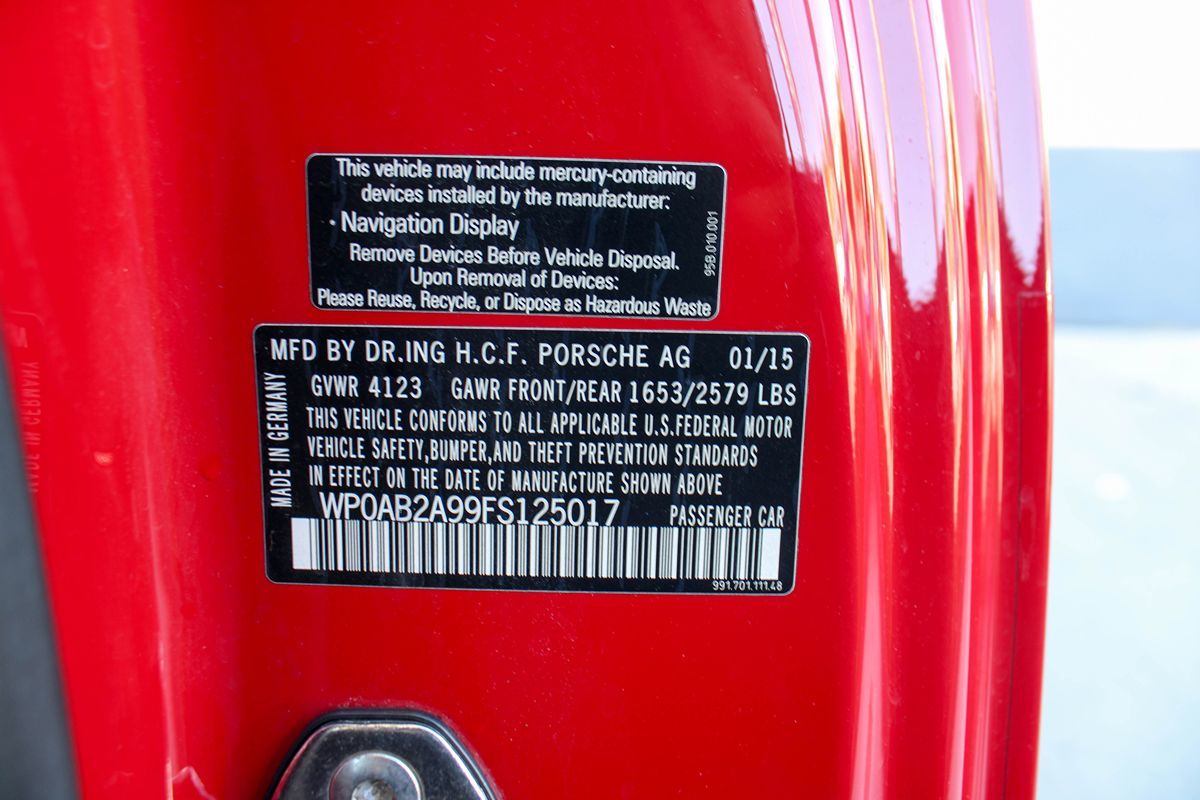 This vehicle may include mercury-containing
devices installed by the manufacturer:
· Navigation Display
Remove Devices Before Vehicle Disposal.
Upon Removal of Devices:
Please Reuse, Recycle, or Dispose as Hazardous Waste
95B.010.001
MFD BY DR.ING H.C.F. PORSCHE AG 01/15
GVWR 4123 GAWR FRONT/REAR 1653/2579 LBS
THIS VEHICLE CONFORMS TO ALL APPLICABLE U.S.FEDERAL MOTOR
VEHICLE SAFETY,BUMPER,AND THEFT PREVENTION STANDARDS
IN EFFECT ON THE DATE OF MANUFACTURE SHOWN ABOVE
WP0AB2A99FS125017 PASSENGER CAR
991.701.111.48
MADE IN GERMANY